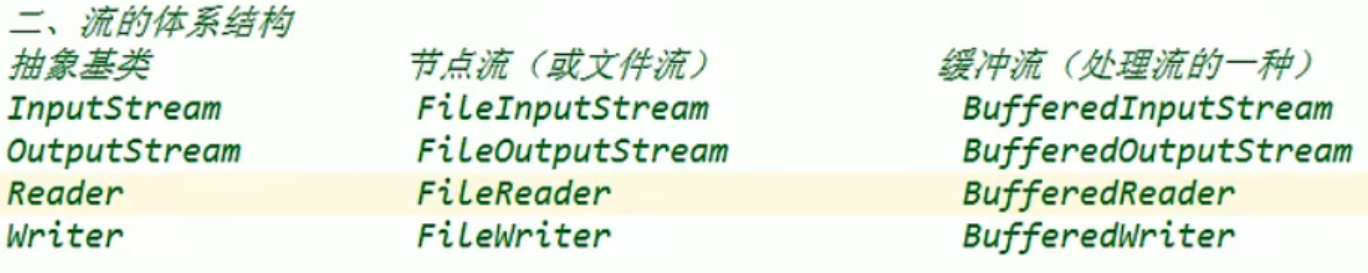 二、流的体系结构
抽象基类 节点流（或文件流） 缓冲流（处理流的一种）
InputStream FileInputStream BufferedInputStream
OutputStream FileOutputStream BufferedOutputStream
Reader FileReader BufferedReader
Writer FileWriter BufferedWriter